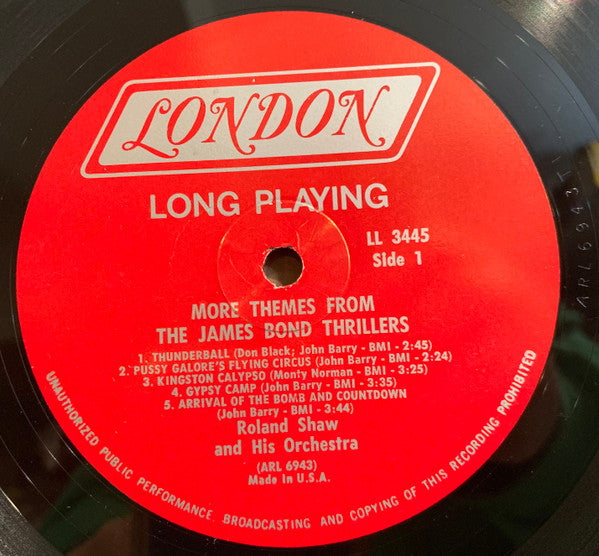 LONDON
LONG PLAYING
LL 3445
Side 1
MORE THEMES FROM
THE JAMES BOND THRILLERS
1. THUNDERBALL (Don Black; John Barry - BMI - 2:45)
2. PUSSY GALORE'S FLYING CIRCUS (John Barry - BMI - 2:24)
3. KINGSTON CALYPSO (Monty Norman - BMI - 3:25)
4. GYPSY CAMP (John Barry - BMI - 3:35)
5. ARRIVAL OF THE BOMB AND COUNTDOWN
(John Barry - BMI - 3:44)
Roland Shaw
and His Orchestra
(ARL 6943)
Made In U.S.A.
UNAUTHORIZED PUBLIC PERFORMANCE, BROADCASTING AND COPYING OF THIS RECORDING PROHIBITED